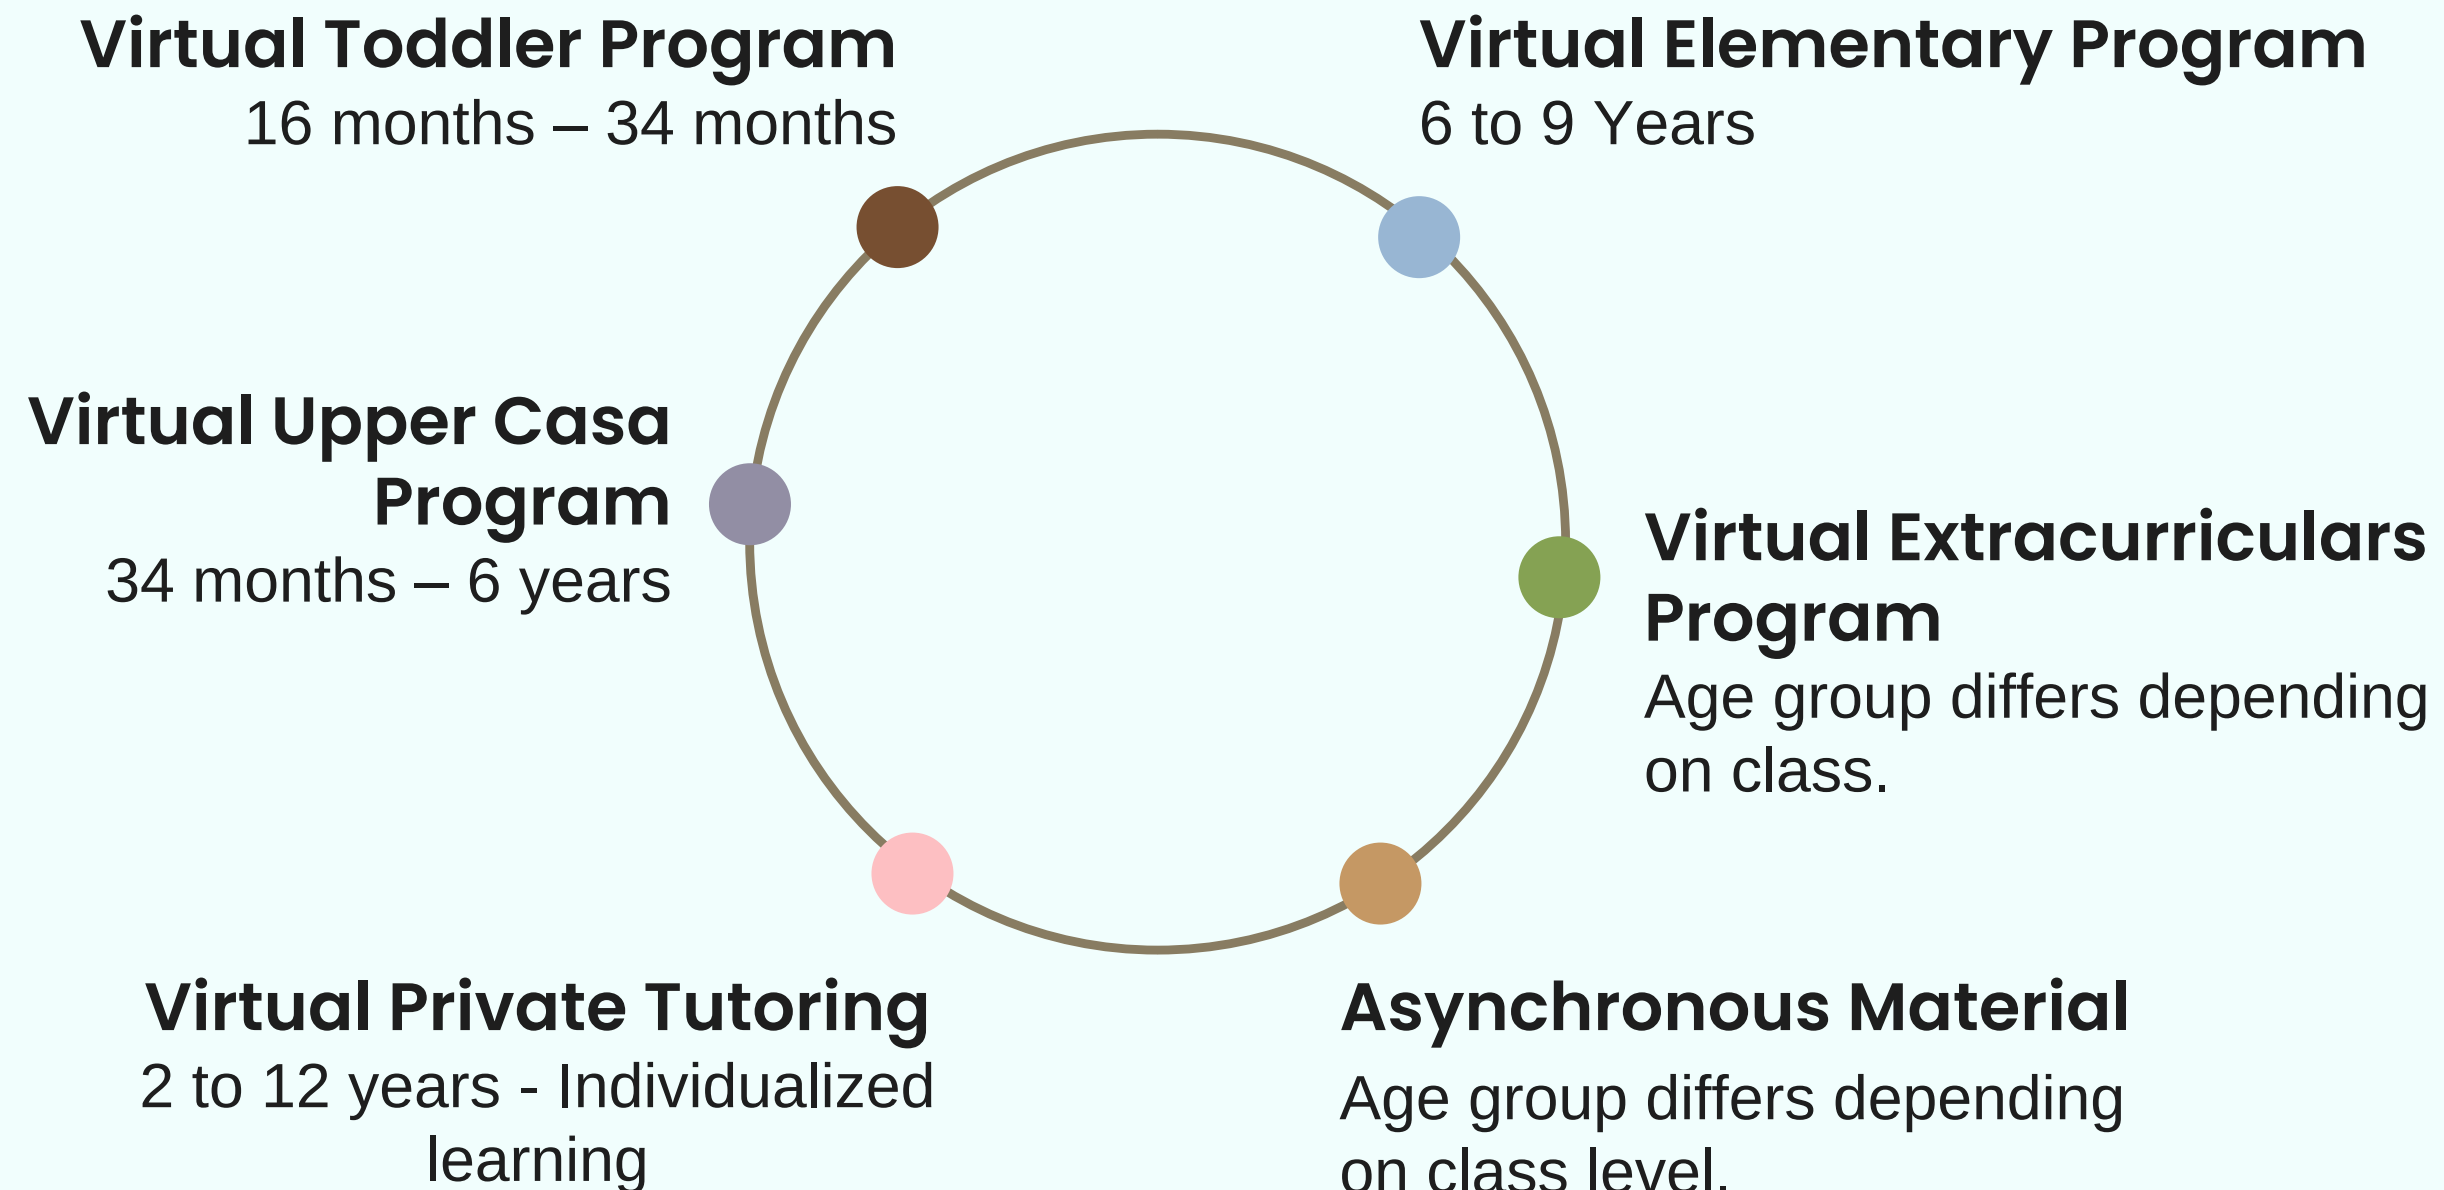 Virtual Toddler Program
16 months – 34 months
Virtual Elementary Program
6 to 9 Years
Virtual Upper Casa
Program
34 months – 6 years
Virtual Extracurriculars
Program
Age group differs depending
on class.
Virtual Private Tutoring
2 to 12 years - Individualized
learning
Asynchronous Material
Age group differs depending
on class level.